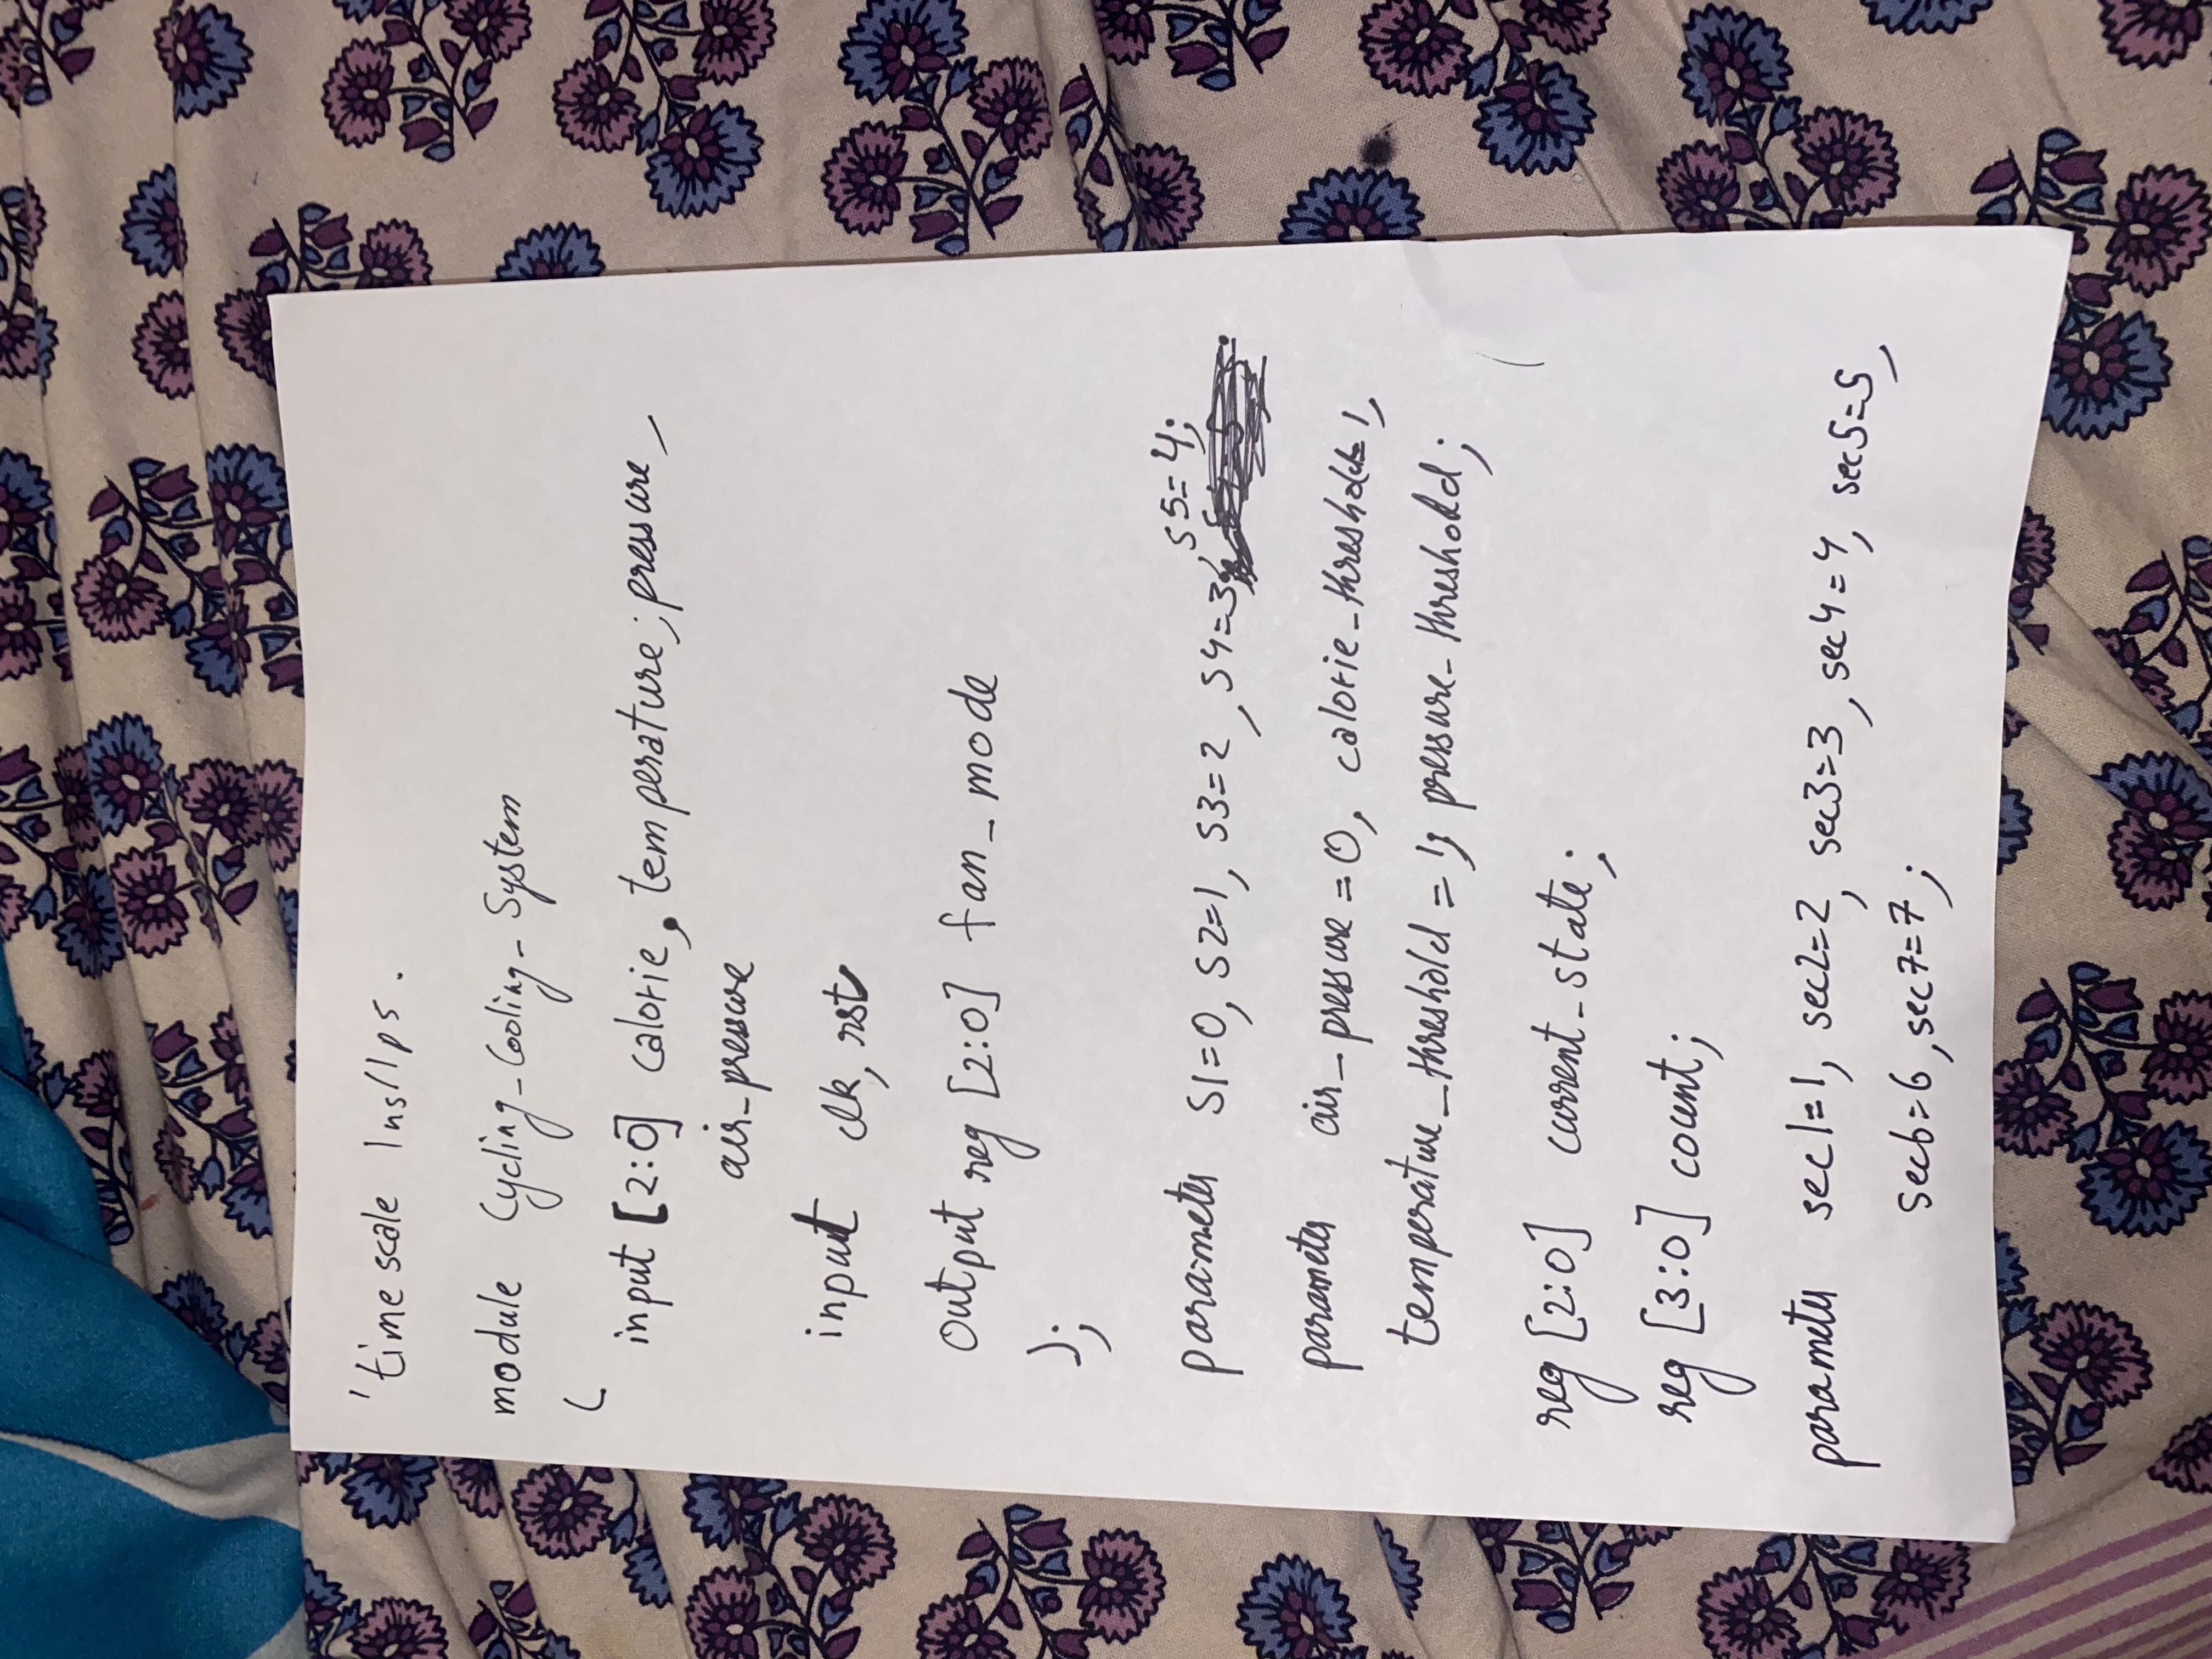 'time scale 1ns/1ps.
module Cycling_Cooling_System
(
input [2:0] calorie, temperature; pressure,
air_pressure
input clk, rst
output reg [2:0] fan_mode
);
parameter S1=0, S2=1, S3=2, S4=3, S5=4;
parameter air_pressure=0, calorie_threshold=1,
temperature_threshold=1, pressure_threshold;
reg [2:0] current_state;
reg [3:0] count;
parameter sec1=1, sec2=2, sec3=3, sec4=4, sec5=5,
sec6=6, sec7=7;